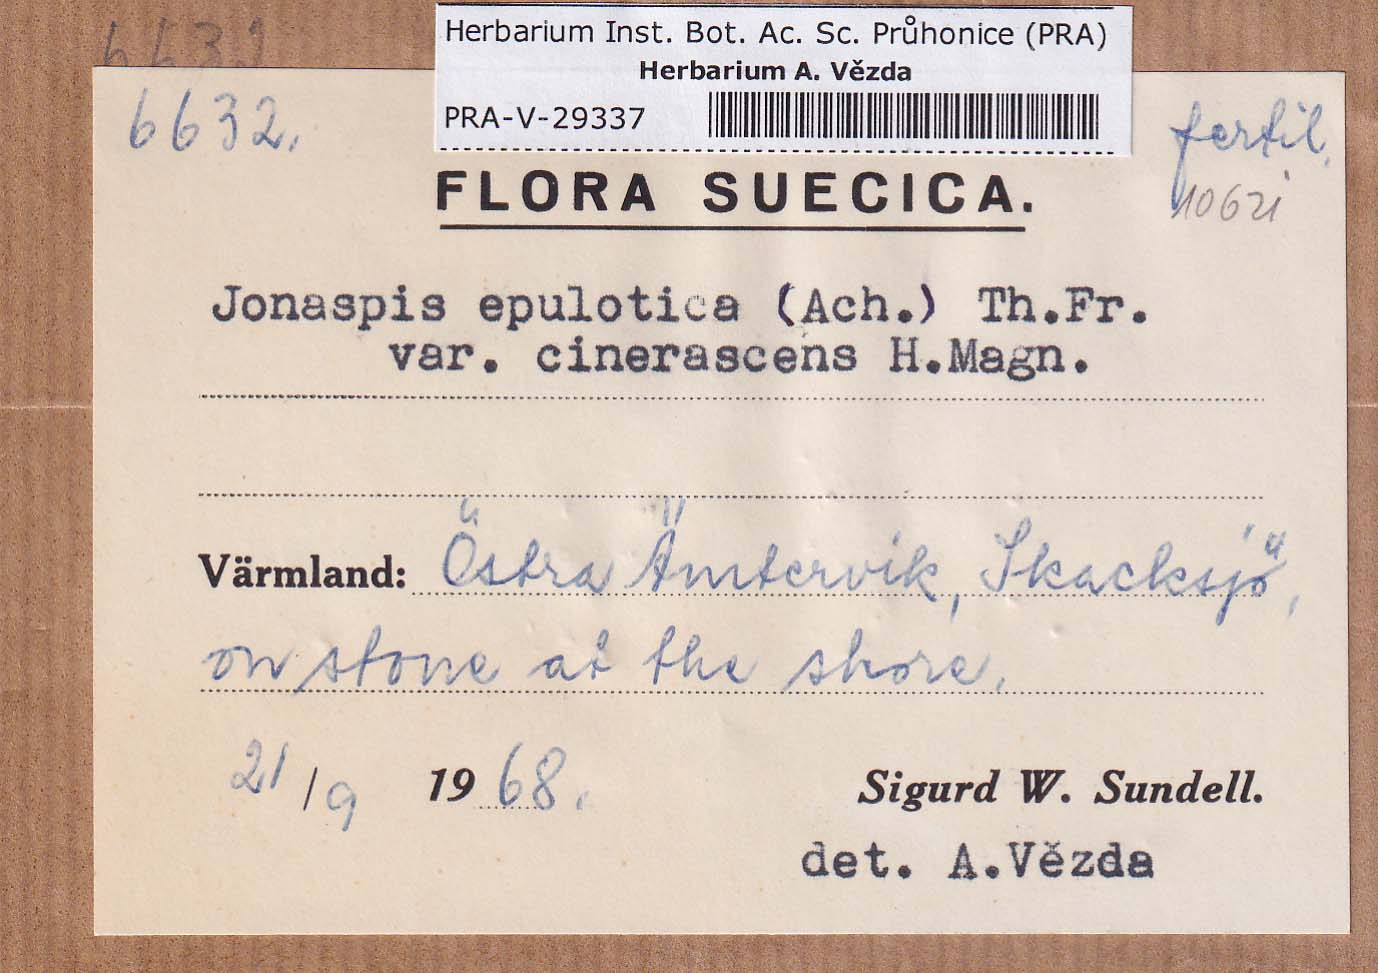 Herbarium Inst. Bot. Ac. Sc. Průhonice (PRA)
Herbarium A. Vězda
PRA-V-29337
6632
6632.
fertil.
FLORA SUECICA.
Jonaspis epulotica (Ach.) Th.Fr.
var. cinerascens H.Magn.
Värmland: Östra Ämtervik, Skacksjö,
on stone at the shore.
21/9 1968.
Sigurd W. Sundell.
det. A.Vězda